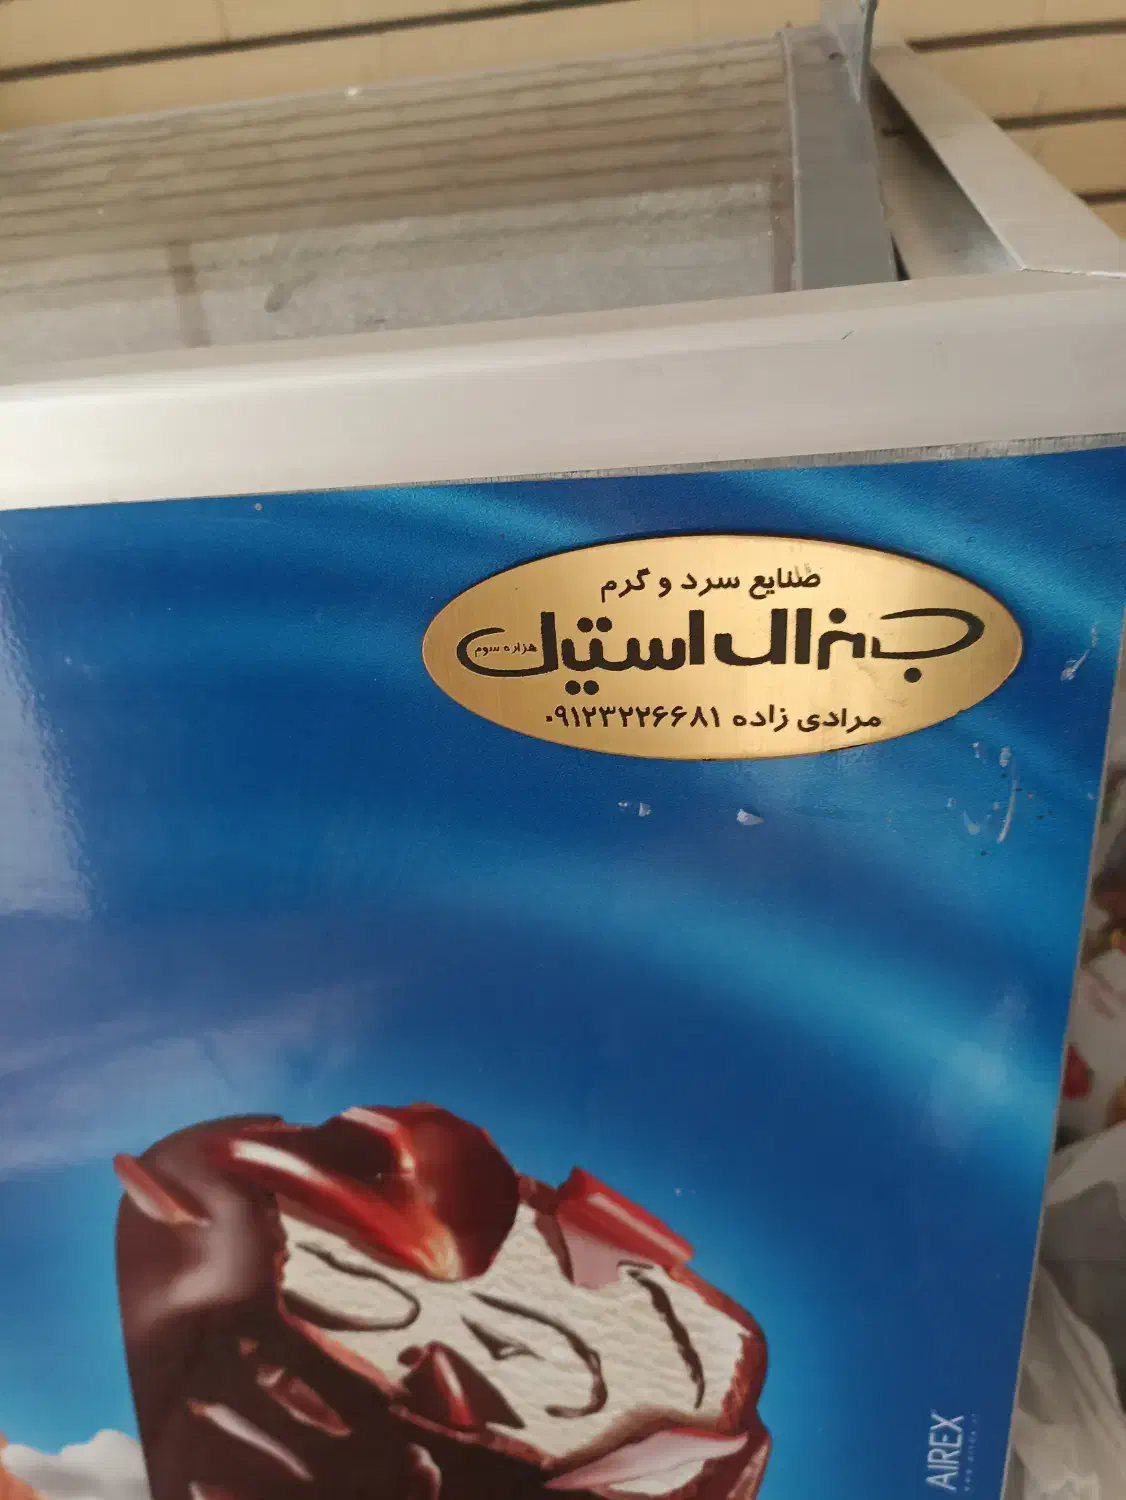 صنایع سرد و گرم
جنرال استیل
هزاره سوم
مرادی زاده ۰۹۱۲۳۲۲۶۶۸۱
AIREX